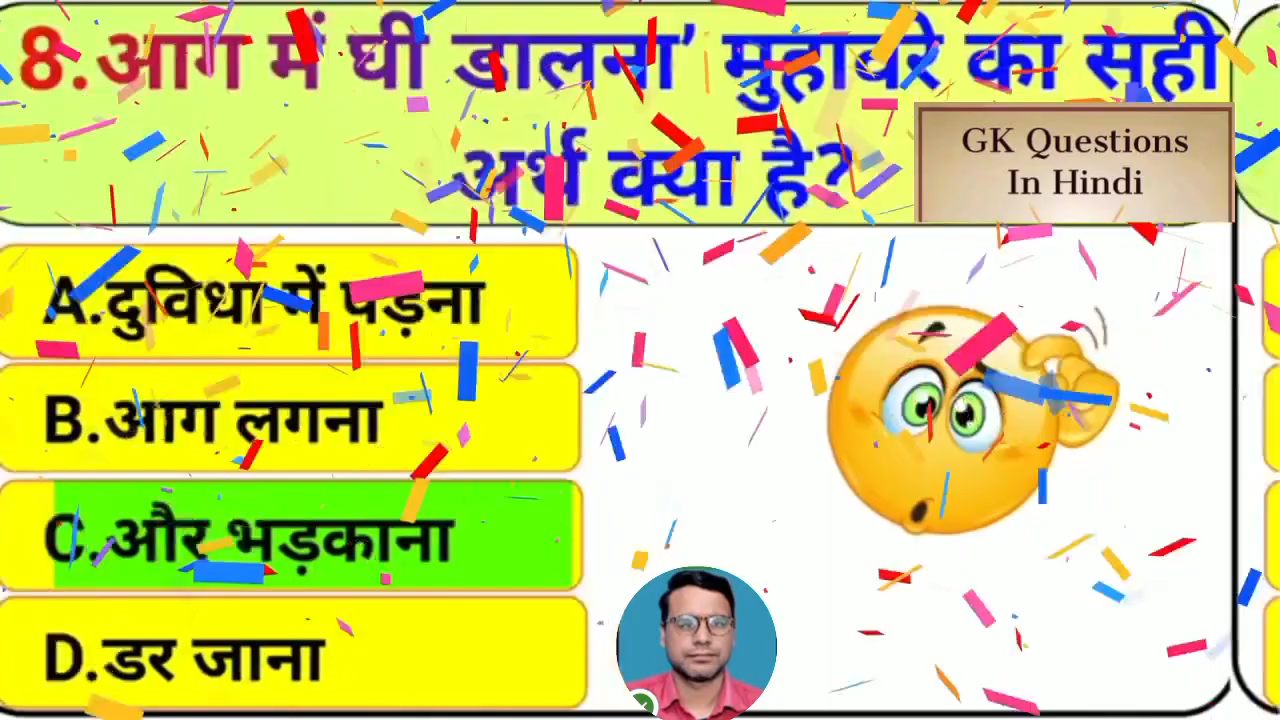 8.आग में घी डालना’ मुहावरे का सही
अर्थ क्या है?
GK Questions
In Hindi
A.दुविधा में पड़ना
B.आग लगना
C.और भड़काना
D.डर जाना